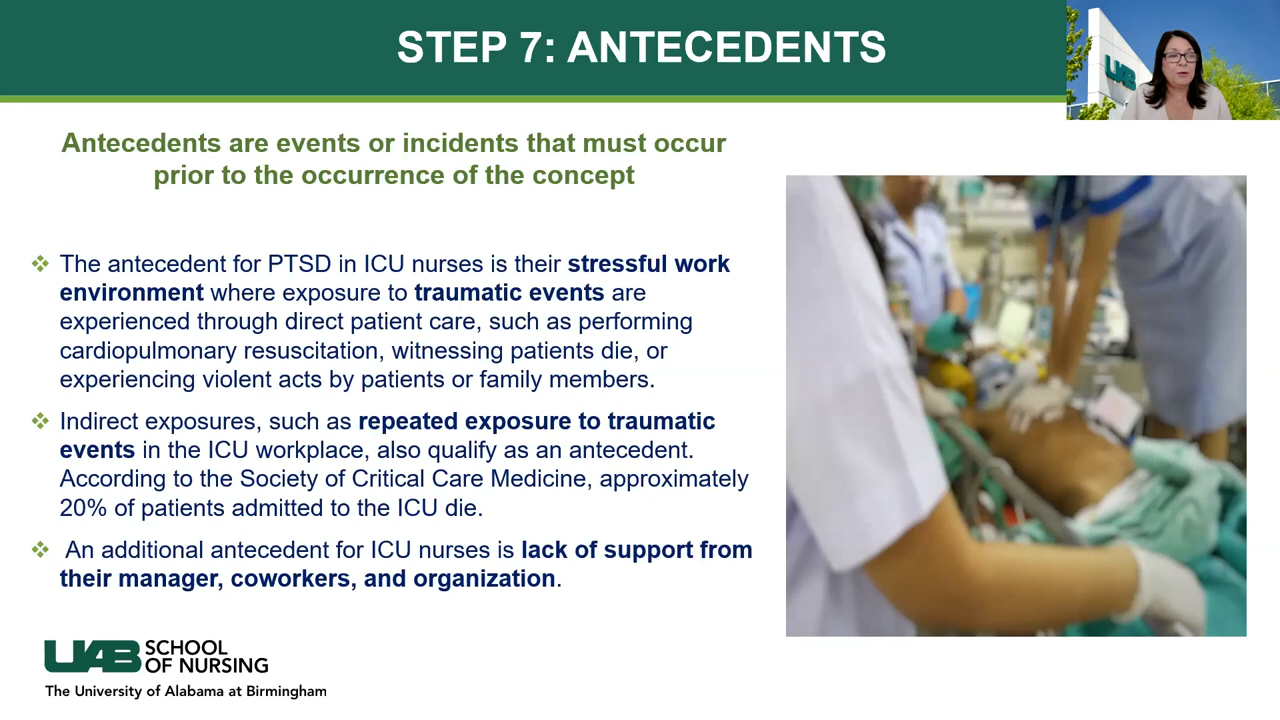 STEP 7: ANTECEDENTS
UAB
Antecedents are events or incidents that must occur
prior to the occurrence of the concept
❖ The antecedent for PTSD in ICU nurses is their stressful work
environment where exposure to traumatic events are
experienced through direct patient care, such as performing
cardiopulmonary resuscitation, witnessing patients die, or
experiencing violent acts by patients or family members.
❖ Indirect exposures, such as repeated exposure to traumatic
events in the ICU workplace, also qualify as an antecedent.
According to the Society of Critical Care Medicine, approximately
20% of patients admitted to the ICU die.
❖ An additional antecedent for ICU nurses is lack of support from
their manager, coworkers, and organization.
UAB SCHOOL
OF NURSING
The University of Alabama at Birmingham